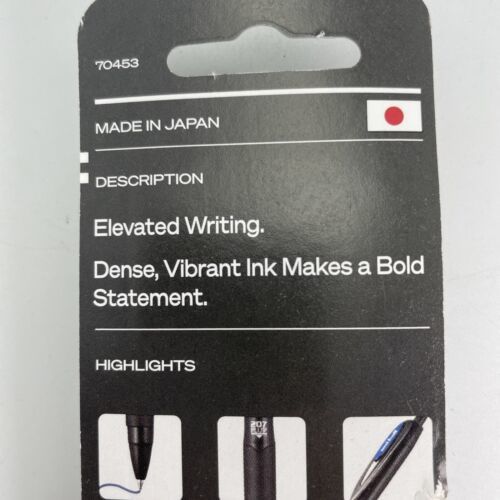 70453
MADE IN JAPAN
DESCRIPTION
Elevated Writing.
Dense, Vibrant Ink Makes a Bold
Statement.
HIGHLIGHTS
207